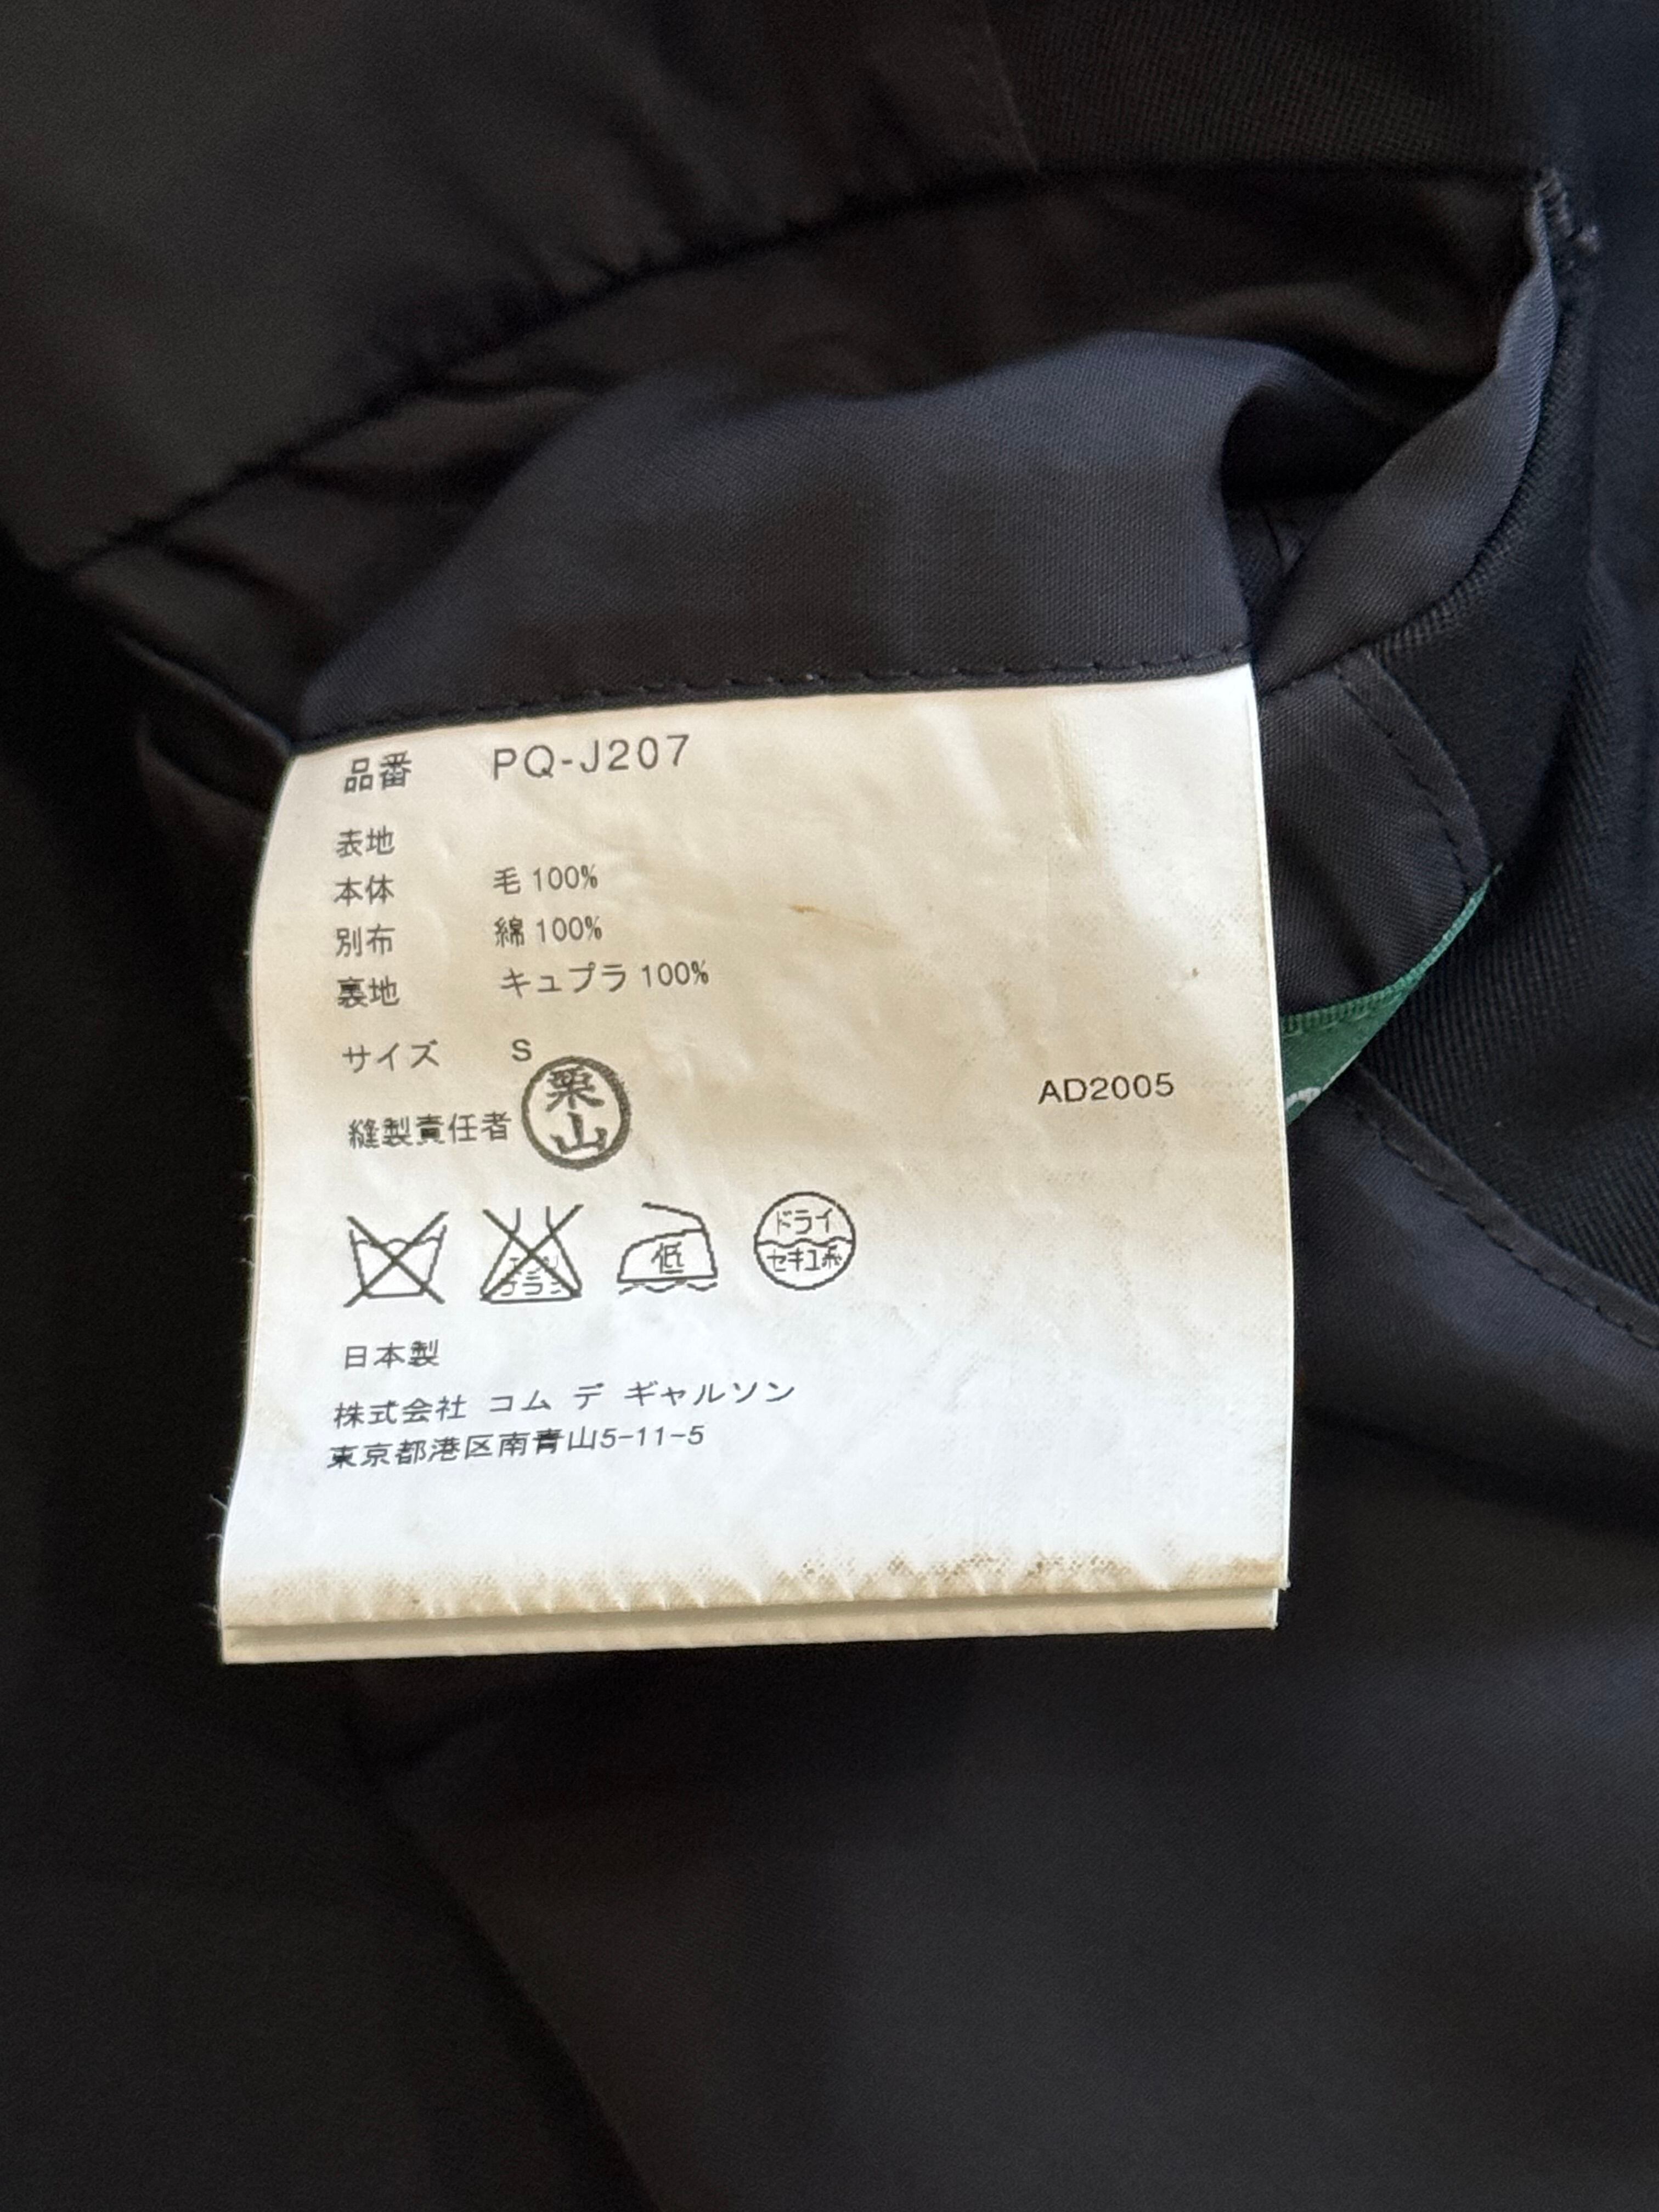 品番 PQ-J207
表地
本体 毛 100%
別布 綿 100%
裏地 キュプラ 100%
サイズ S
縫製責任者 栗山
AD2005
低
ドライ
セキユ系
日本製
株式会社 コム デ ギャルソン
東京都港区南青山5-11-5